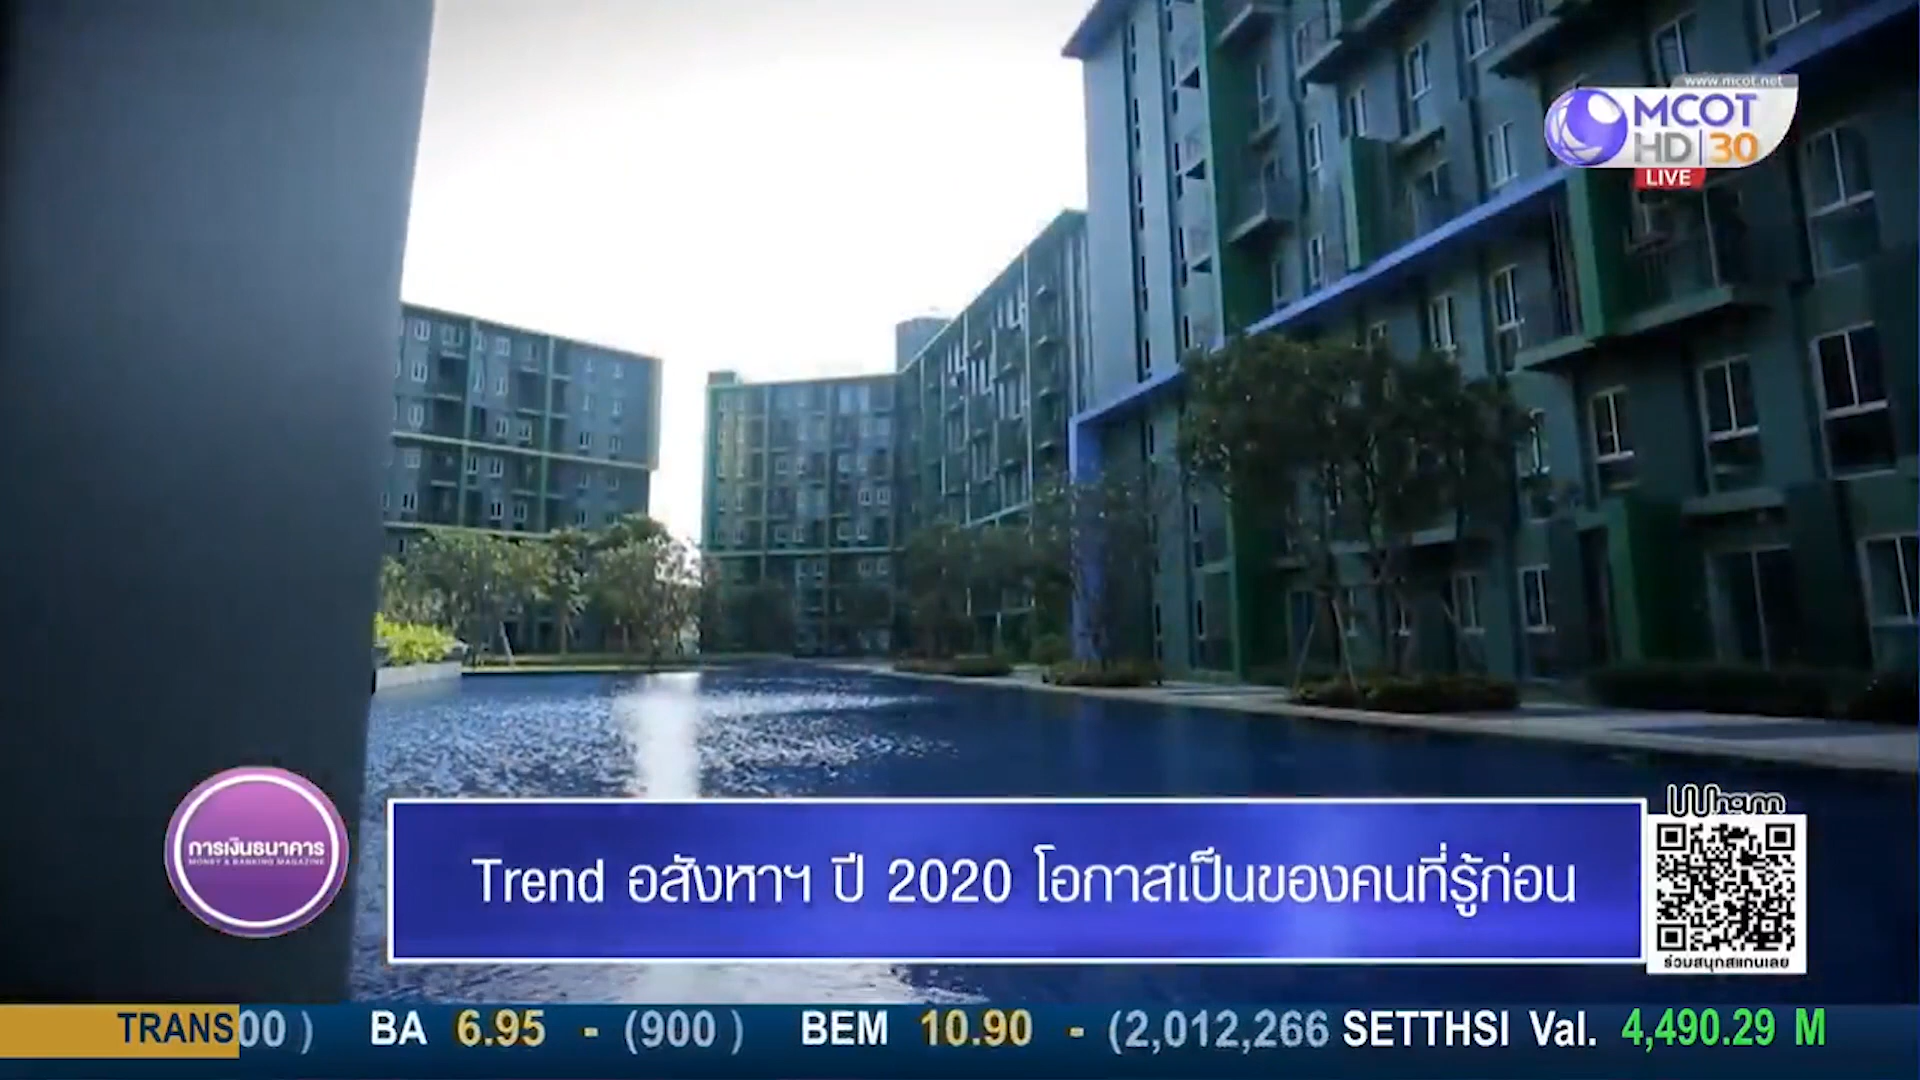 www.mcot.net
MCOT
HD 30
LIVE
การเงินธนาคาร
MONEY & BANKING MAGAZINE
Trend อสังหาฯ ปี 2020 โอกาสเป็นของคนที่รู้ก่อน
Wham
ร่วมสนุกสแกนเลย
TRANS 00 ) BA 6.95 - (900 ) BEM 10.90 - (2,012,266 SETTHSI Val. 4,490.29 M